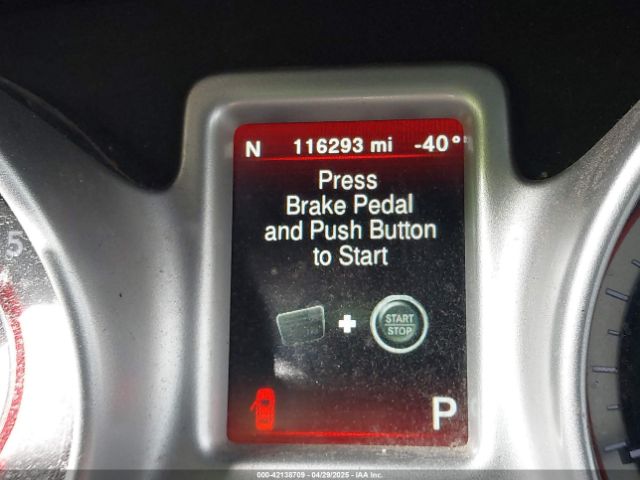 N 116293 mi -40°
Press
Brake Pedal
and Push Button
to Start
START
STOP
P
5
000-42138709 - 04/29/2025 - IAA Inc.